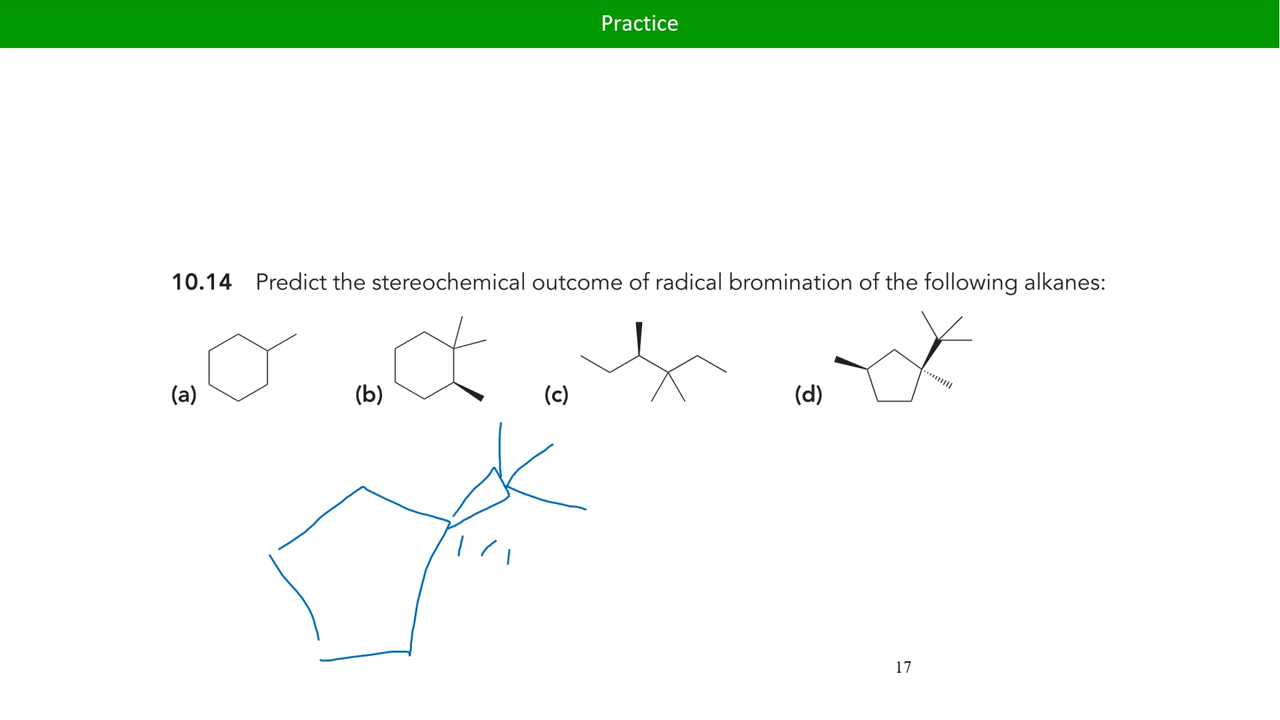 Practice
10.14 Predict the stereochemical outcome of radical bromination of the following alkanes:
(a) (b) (c) (d)
17